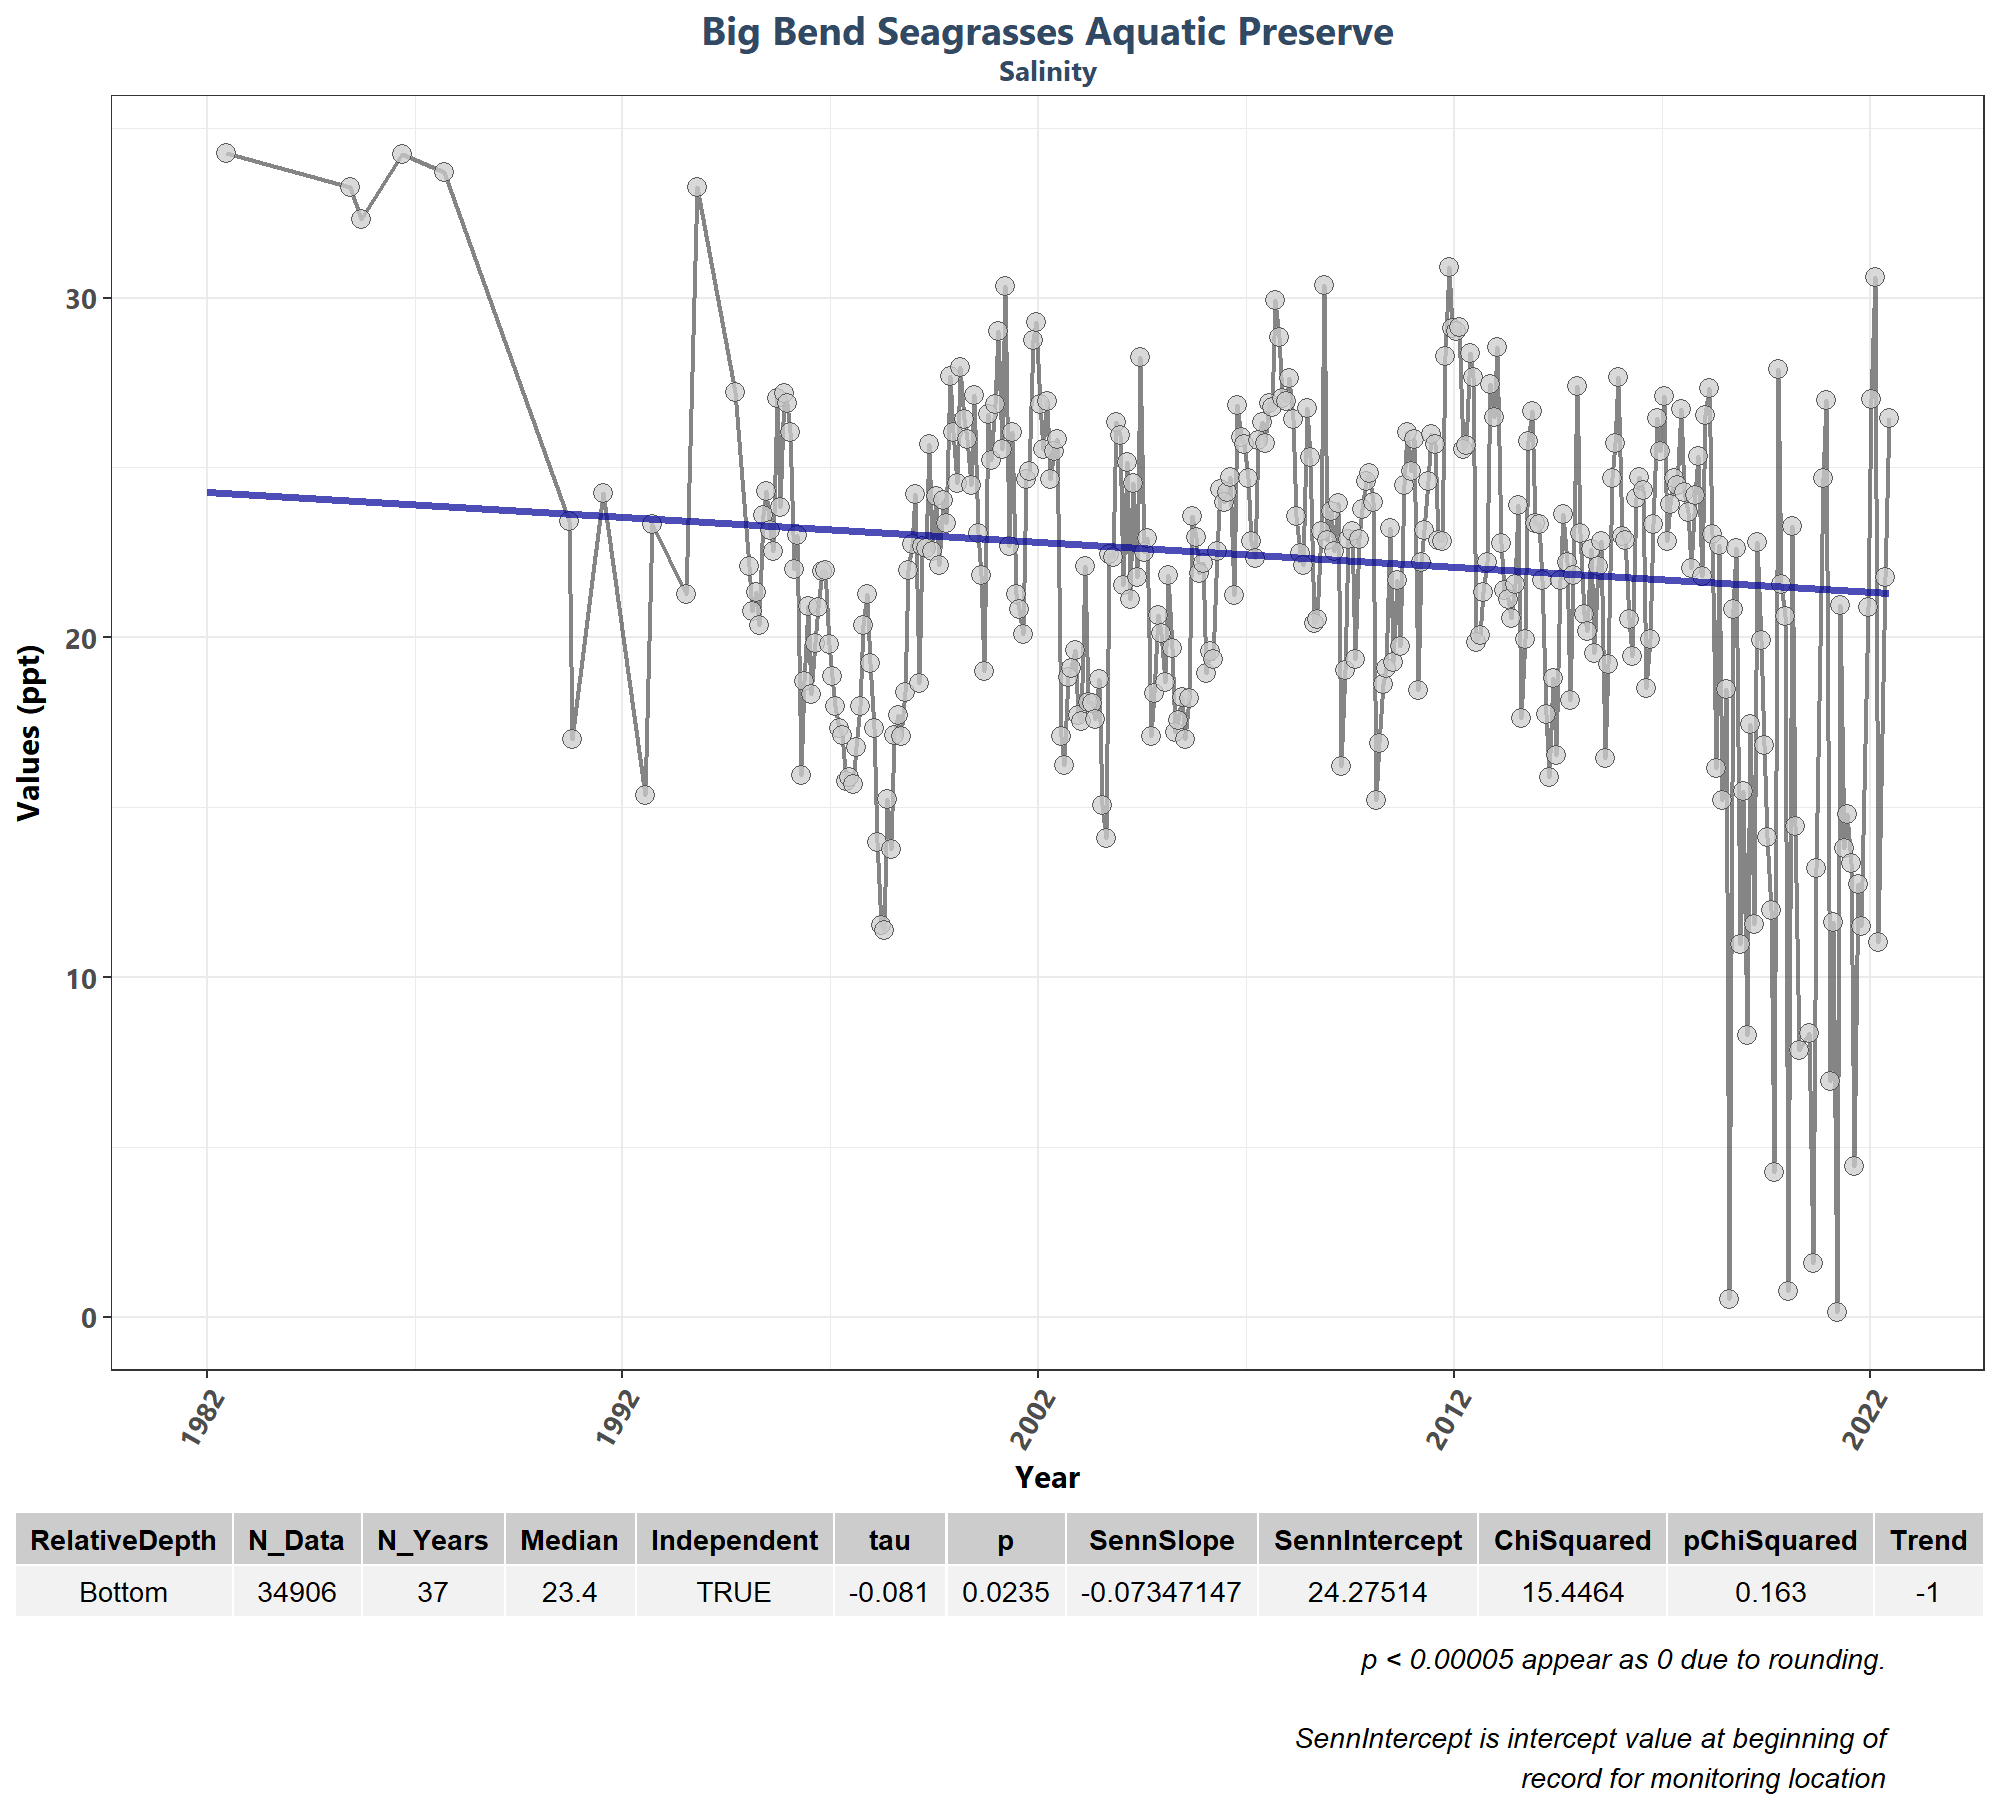 Big Bend Seagrasses Aquatic Preserve
Salinity
Values (ppt)
30
20
10
0
1982 1992 2002 2012 2022
Year
RelativeDepth N_Data N_Years Median Independent tau p SennSlope SennIntercept ChiSquared pChiSquared Trend
Bottom 34906 37 23.4 TRUE -0.081 0.0235 -0.07347147 24.27514 15.4464 0.163 -1
p < 0.00005 appear as 0 due to rounding.
SennIntercept is intercept value at beginning of
record for monitoring location